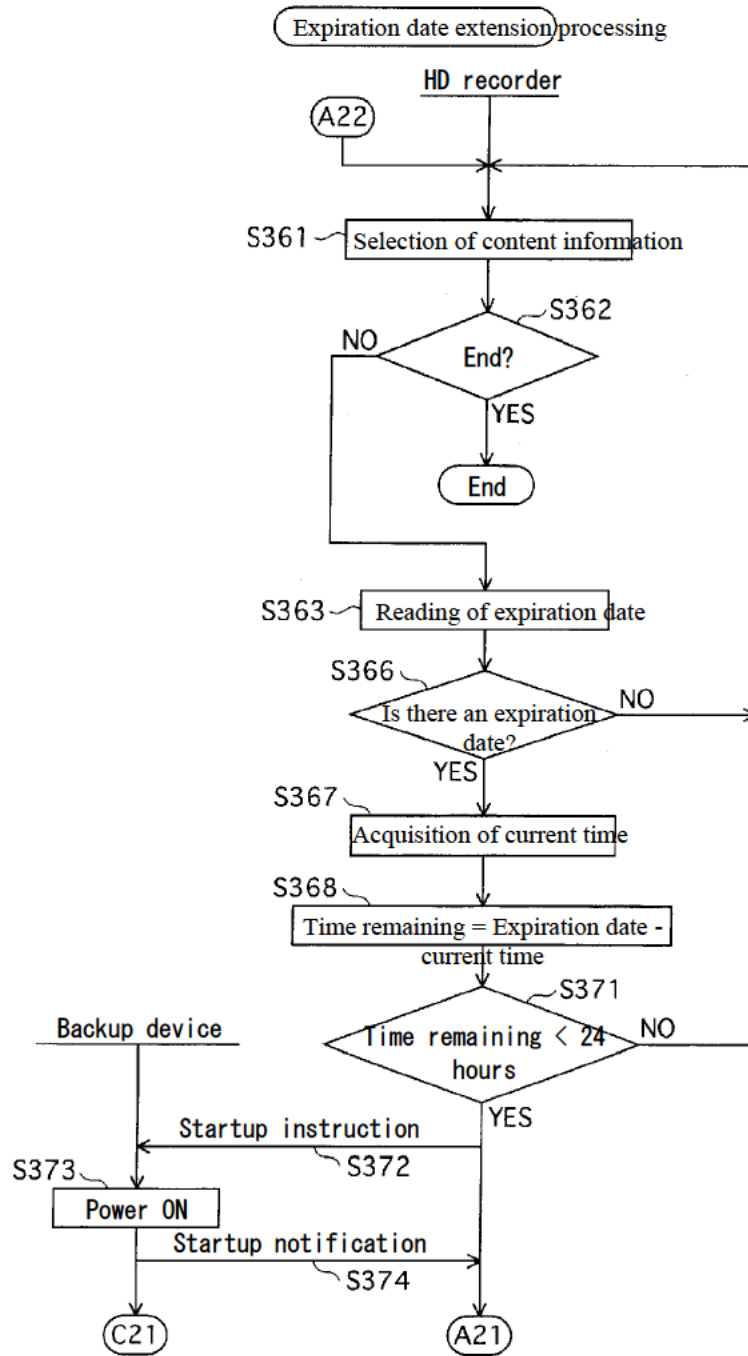 Expiration date extension processing
HD recorder
A22
S361
Selection of content information
S362
NO
End?
YES
End
S363
Reading of expiration date
S366
NO
Is there an expiration
date?
YES
S367
Acquisition of current time
S368
Time remaining = Expiration date -
current time
S371
Backup device
Time remaining < 24
hours
NO
YES
Startup instruction
S372
S373
Power ON
Startup notification
S374
C21
A21